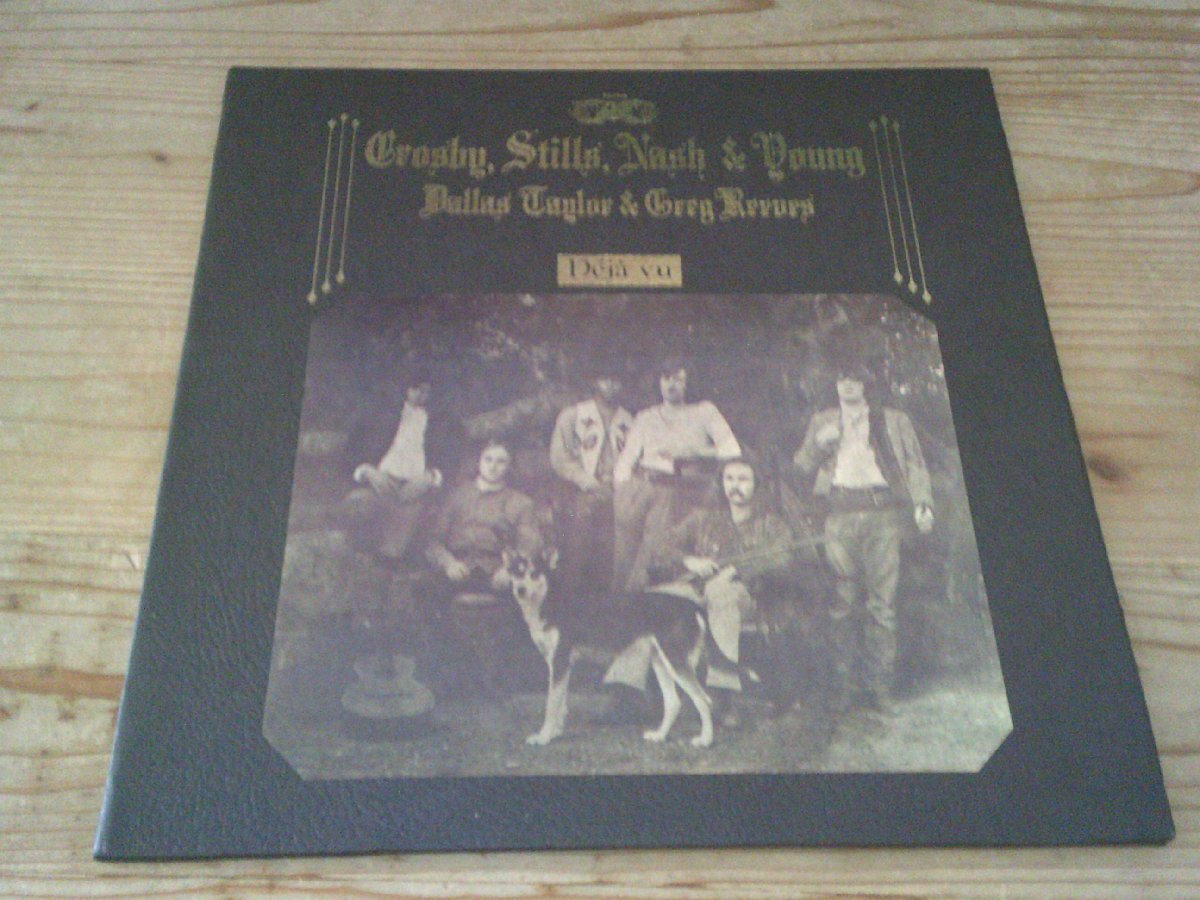 Crosby, Stills, Nash & Young
Dallas Taylor & Greg Reeves
Déjà vu